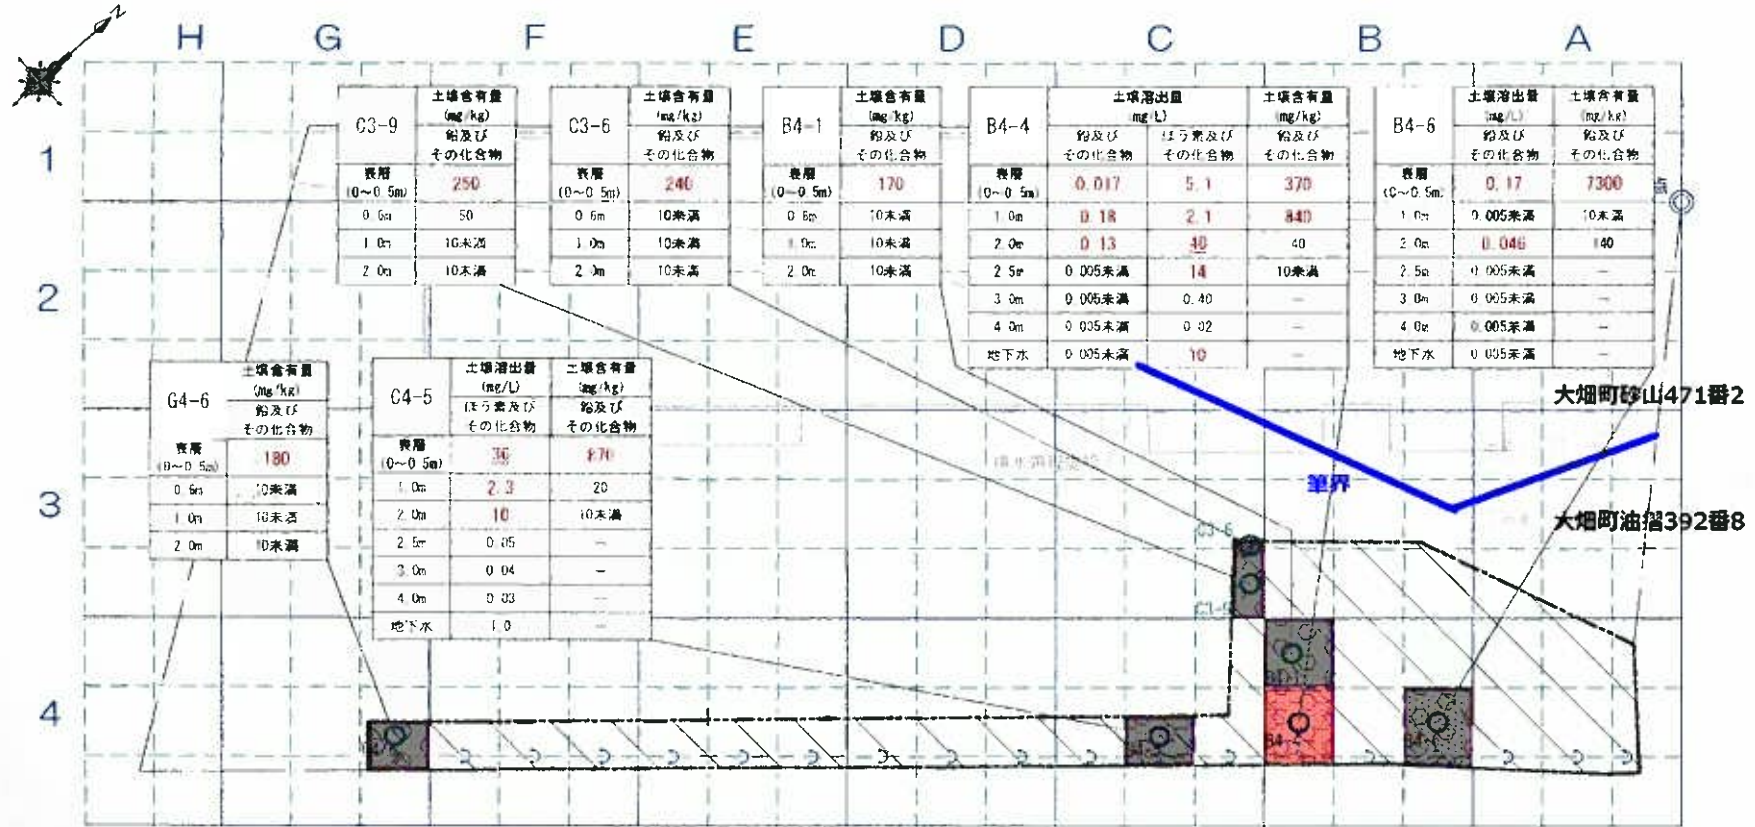 N
H G F E D C B A
1
2
3
4
C3-9
土壌含有量
(mg/kg)
鉛及び
その化合物
表層
(0～0.5m) 250
0.6m 50
1.0m 10未満
2.0m 10未満
C3-6
土壌含有量
(mg/kg)
鉛及び
その化合物
表層
(0～0.5m) 240
0.6m 10未満
1.0m 10未満
2.0m 10未満
B4-1
土壌含有量
(mg/kg)
鉛及び
その化合物
表層
(0～0.5m) 170
0.6m 10未満
1.0m 10未満
2.0m 10未満
B4-4
土壌溶出量 土壌含有量
mg/L) (mg/kg)
鉛及び ほう素及び 鉛及び
その化合物 その化合物 その化合物
表層
(0～0.5m) 0.017 5.1 370
1.0m 0.18 2.1 840
2.0m 0.13 40 40
2.5m 0.005未満 14 10未満
3.0m 0.005未満 0.40 －
4.0m 0.005未満 0.02 －
地下水 0.005未満 10 －
B4-6
土壌溶出量 土壌含有量
(mg/L) (mg/kg)
鉛及び 鉛及び
その化合物 その化合物
表層
(0～0.5m) 0.17 7300
1.0m 0.005未満 10未満
2.0m 0.046 140
2.5m 0.005未満 －
3.0m 0.005未満 －
4.0m 0.005未満 －
地下水 0.005未満 －
G4-6
土壌含有量
(mg/kg)
鉛及び
その化合物
表層
(0～0.5m) 180
0.6m 10未満
1.0m 10未満
2.0m 10未満
C4-5
土壌溶出量 土壌含有量
(mg/L) (mg/kg)
ほう素及び 鉛及び
その化合物 その化合物
表層
(0～0.5m) 36 870
1.0m 2.3 20
2.0m 10 10未満
2.5m 0.05 －
3.0m 0.04 －
4.0m 0.03 －
地下水 1.0 －
大畑町砂山471番2
筆界
大畑町油摺392番8
C3-6
C3-9
B4-4